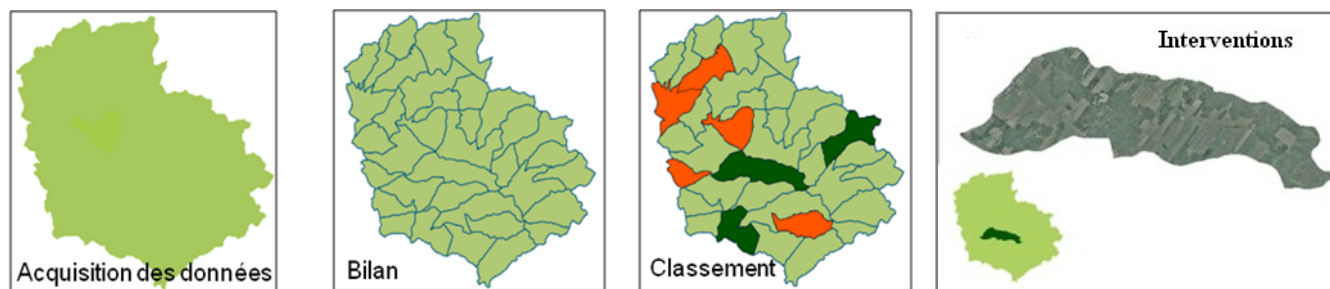 Acquisition des données
Bilan
Classement
Interventions